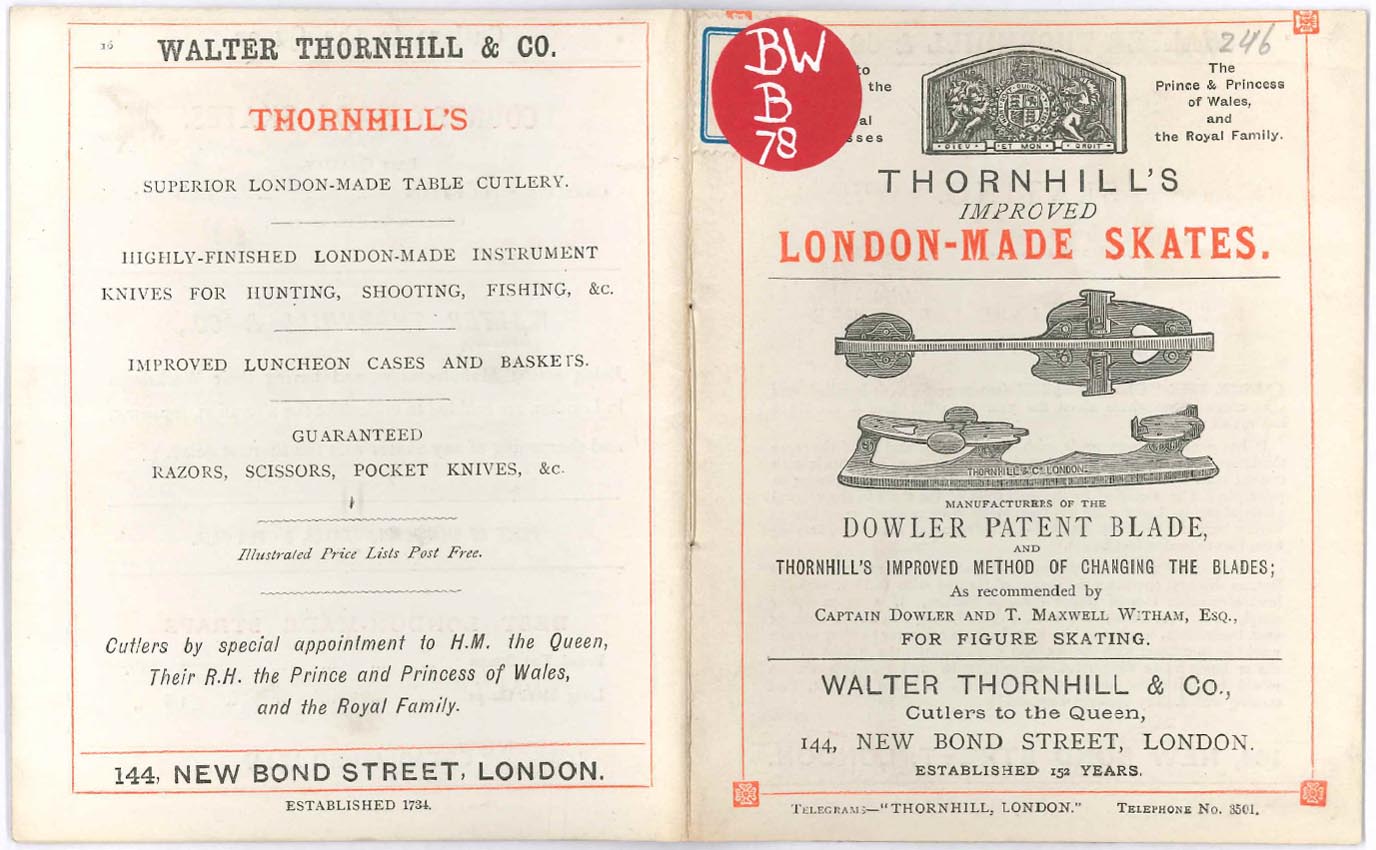 16 WALTER THORNHILL & CO.
THORNHILL'S
SUPERIOR LONDON-MADE TABLE CUTLERY.
HIGHLY-FINISHED LONDON-MADE INSTRUMENT
KNIVES FOR HUNTING, SHOOTING, FISHING, &c.
IMPROVED LUNCHEON CASES AND BASKETS.
GUARANTEED
RAZORS, SCISSORS, POCKET KNIVES, &c.
Illustrated Price Lists Post Free.
Cutlers by special appointment to H.M. the Queen,
Their R.H. the Prince and Princess of Wales,
and the Royal Family.
144, NEW BOND STREET, LONDON.
ESTABLISHED 1734.
BW
B
78
to
the
246
The
Prince & Princess
of Wales,
and
the Royal Family.
DIEU ET MON DROIT
THORNHILL'S
IMPROVED
LONDON-MADE SKATES.
THORNHILL & Co. LONDON.
MANUFACTURERS OF THE
DOWLER PATENT BLADE,
AND
THORNHILL'S IMPROVED METHOD OF CHANGING THE BLADES;
As recommended by
CAPTAIN DOWLER AND T. MAXWELL WITHAM, ESQ.,
FOR FIGURE SKATING.
WALTER THORNHILL & Co.,
Cutlers to the Queen,
144, NEW BOND STREET, LONDON.
ESTABLISHED 152 YEARS.
TELEGRAMS—"THORNHILL, LONDON." TELEPHONE No. 3501.